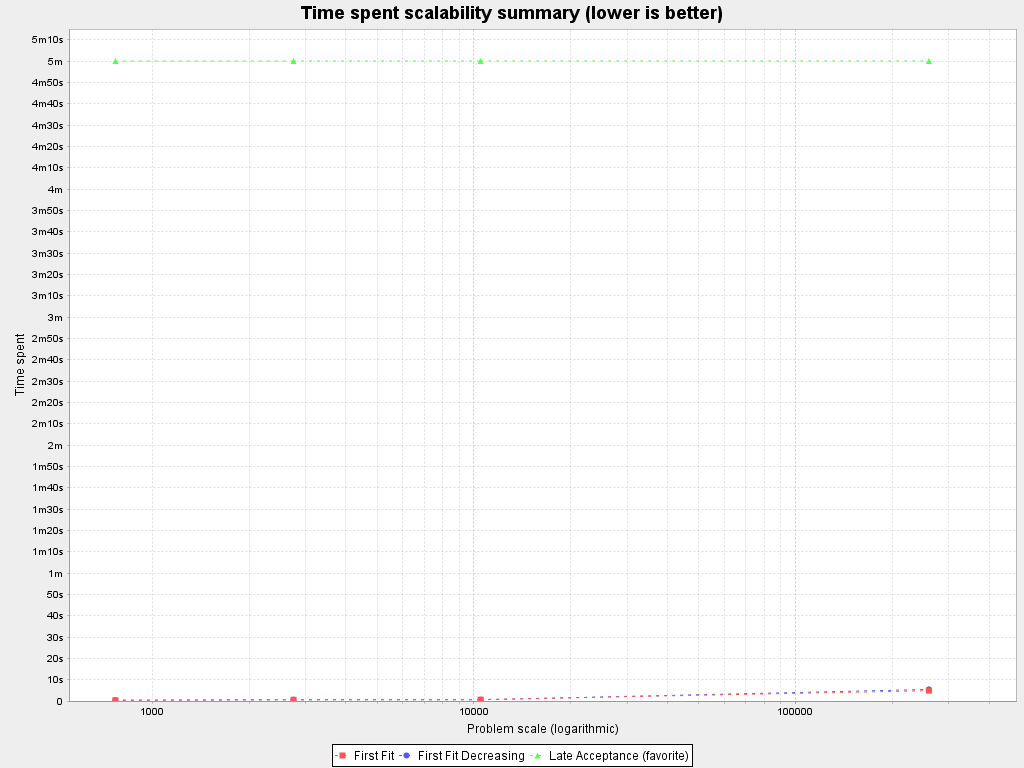 Time spent scalability summary (lower is better)
5m10s
5m
4m50s
4m40s
4m30s
4m20s
4m10s
4m
3m50s
3m40s
3m30s
3m20s
3m10s
3m
2m50s
2m40s
2m30s
2m20s
2m10s
2m
1m50s
1m40s
1m30s
1m20s
1m10s
1m
50s
40s
30s
20s
10s
0
Time spent
1000 10000 100000
Problem scale (logarithmic)
First Fit First Fit Decreasing Late Acceptance (favorite)